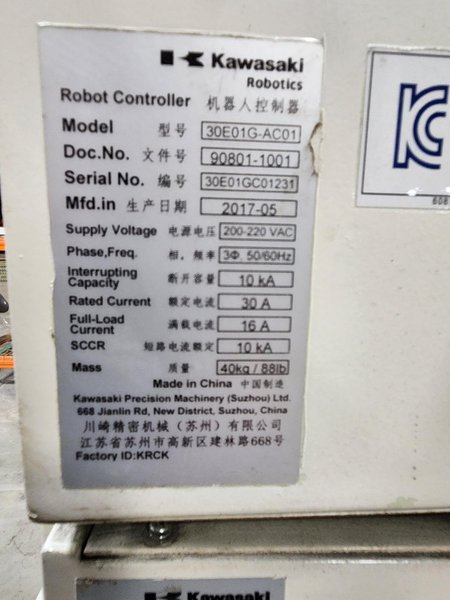 Kawasaki
Robotics
Robot Controller 机器人控制器
Model 型号 30E01G-AC01
Doc.No. 文件号 90801-1001
Serial No. 编号 30E01GC01231
Mfd.in 生产日期 2017-05
Supply Voltage 电源电压 200-220 VAC
Phase,Freq. 相, 频率 3Φ, 50/60Hz
Interrupting Capacity 断开容量 10 kA
Rated Current 额定电流 30 A
Full-Load Current 满载电流 16 A
SCCR 短路电流额定 10 kA
Mass 质量 40kg / 88lb
Made in China 中国制造
Kawasaki Precision Machinery (Suzhou) Ltd.
668 Jianlin Rd, New District, Suzhou, China
川崎精密机械（苏州）有限公司
江苏省苏州市高新区建林路668号
Factory ID:KRCK
KC
Kawasaki